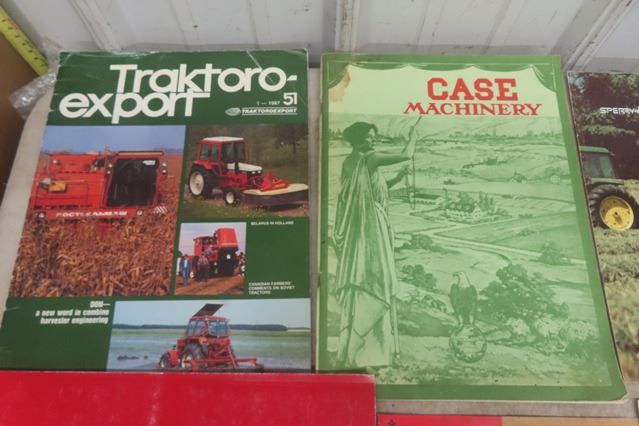 Traktoro-
export
1 — 1987 51
TRAKTOROEXPORT
РОСТСЕЛЬМАШ
BELARUS IN HOLLAND
CANADIAN FARMERS'
COMMENTS ON SOVIET
TRACTORS
DON—
a new word in combine
harvester engineering
CASE
MACHINERY
SPERRY